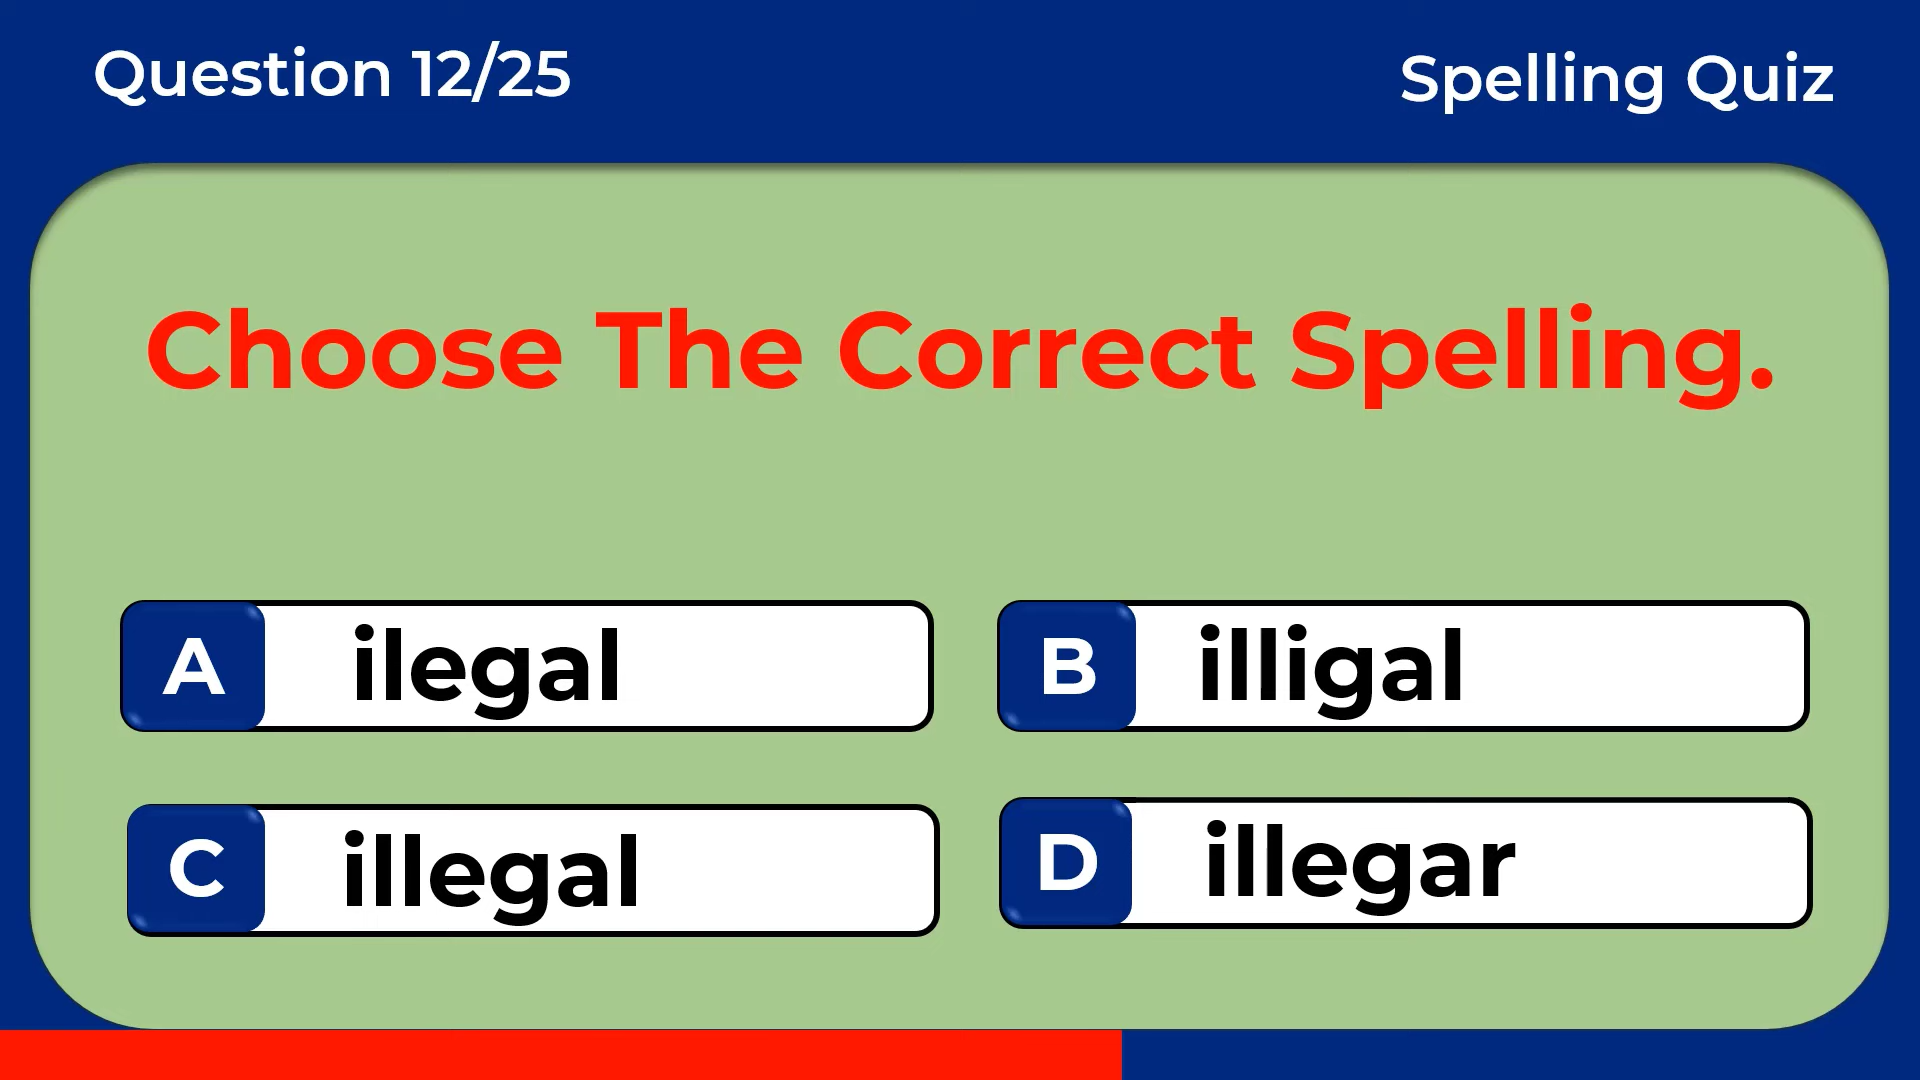 Question 12/25
Spelling Quiz
Choose The Correct Spelling.
A ilegal
B illigal
C illegal
D illegar